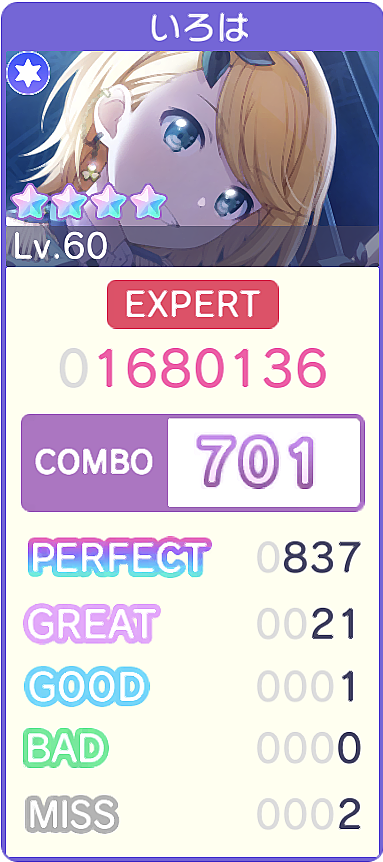 いろは
Lv.60
EXPERT
01680136
COMBO 701
PERFECT 0837
GREAT 0021
GOOD 0001
BAD 0000
MISS 0002